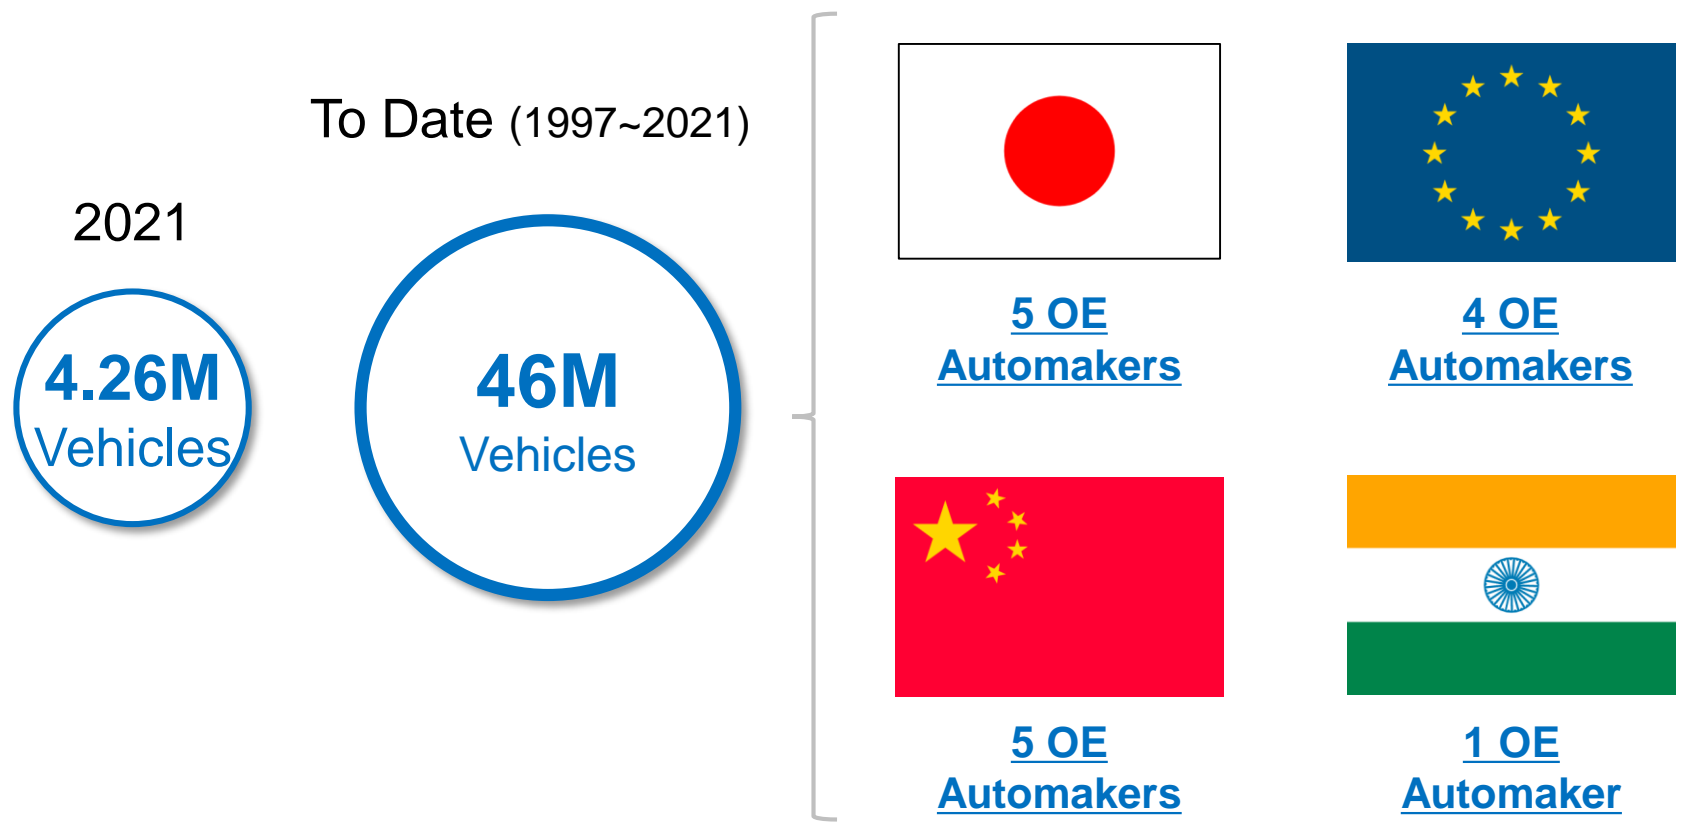 To Date (1997~2021)
2021
4.26M
Vehicles
46M
Vehicles
5 OE
Automakers
4 OE
Automakers
5 OE
Automakers
1 OE
Automaker